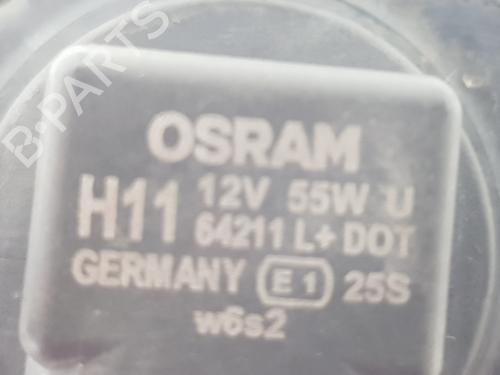 B-PARTS
OSRAM
H11 12V 55W U
64211 L+ DOT
GERMANY E1 25S
w6s2